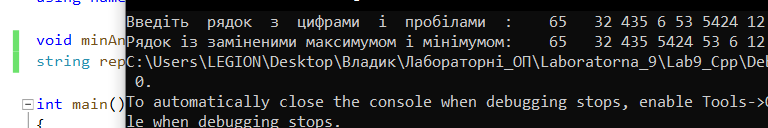 using name
void minAn
string rep
int main()
{
Введіть рядок з цифрами і пробілами : 65 32 435 6 53 5424 12
Рядок із заміненими максимумом і мінімумом: 65 32 435 5424 53 6 12
C:\Users\LEGION\Desktop\Владик\Лабораторні_ОП\Laboratorna_9\Lab9_Cpp\Deb
0.
To automatically close the console when debugging stops, enable Tools->O
le when debugging stops.